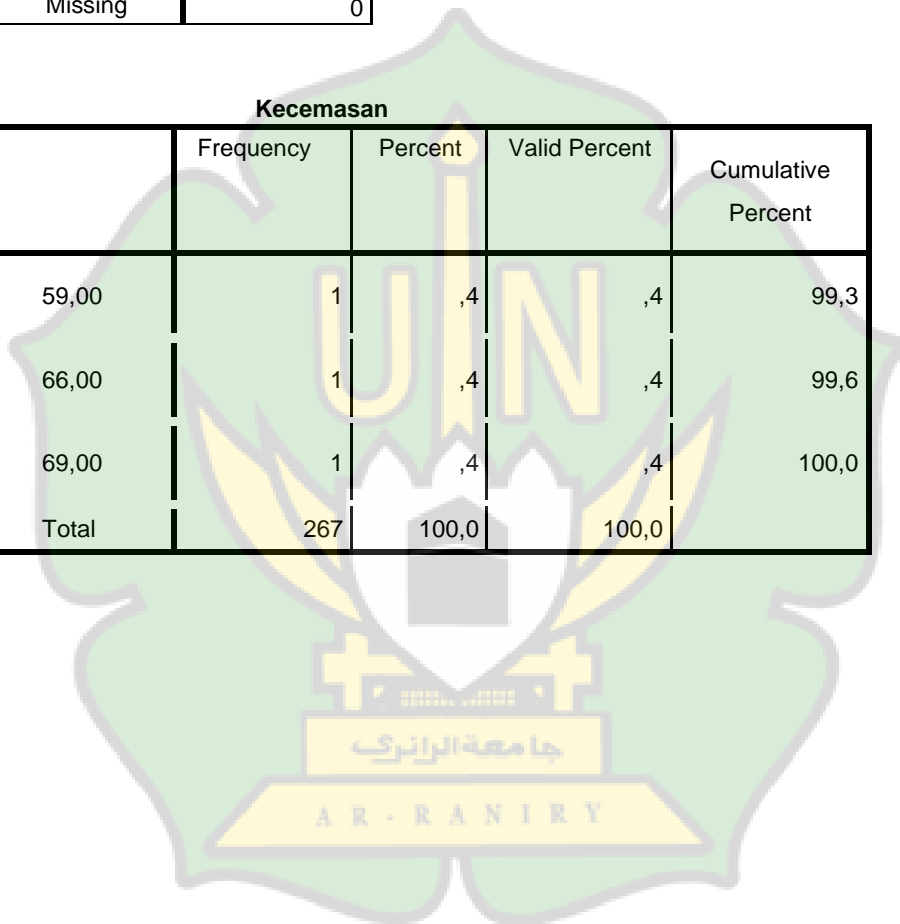 Missing 0
Kecemasan
Frequency Percent Valid Percent Cumulative
Percent
59,00 1 ,4 ,4 99,3
66,00 1 ,4 ,4 99,6
69,00 1 ,4 ,4 100,0
Total 267 100,0 100,0
UIN
جامعة الرانري
AR-RANIRY